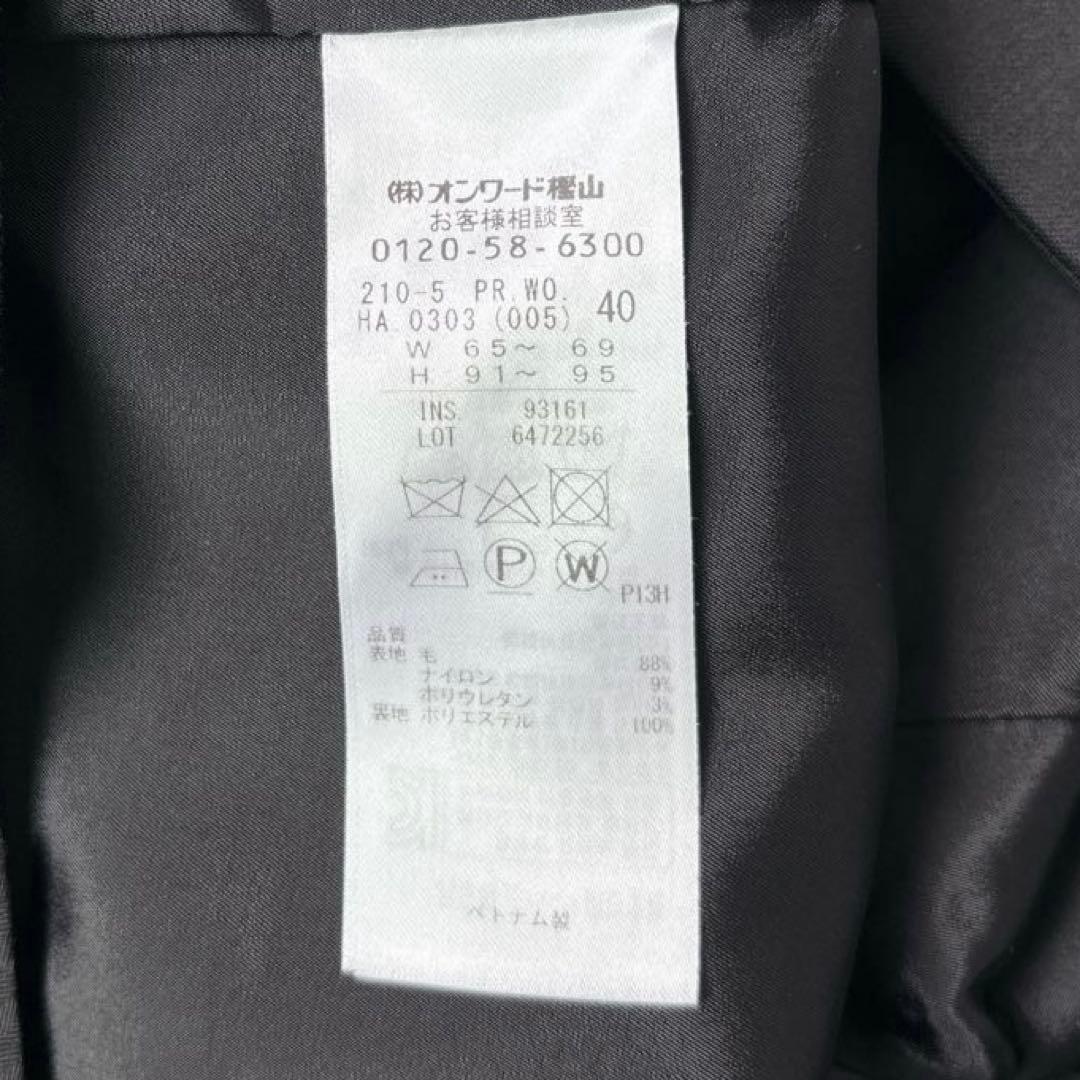 (株)オンワード樫山
お客様相談室
0120-58-6300
210-5 PR.WO. 40
HA 0303 (005)
W 65〜 69
H 91〜 95
INS. 93161
LOT 6472256
P W
P13H
品質
表地 毛 88%
ナイロン 9%
ポリウレタン 3%
裏地 ポリエステル 100%
ベトナム製